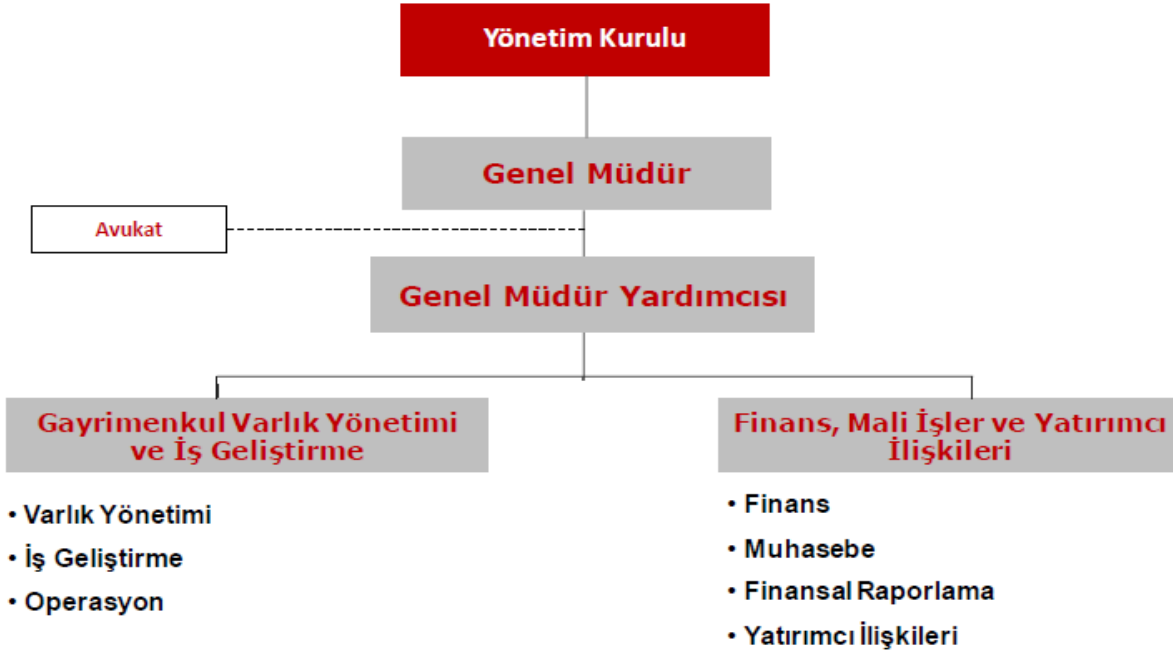 Yönetim Kurulu
Genel Müdür
Avukat
Genel Müdür Yardımcısı
Gayrimenkul Varlık Yönetimi
ve İş Geliştirme
• Varlık Yönetimi
• İş Geliştirme
• Operasyon
Finans, Mali İşler ve Yatırımcı
İlişkileri
• Finans
• Muhasebe
• Finansal Raporlama
• Yatırımcı İlişkileri